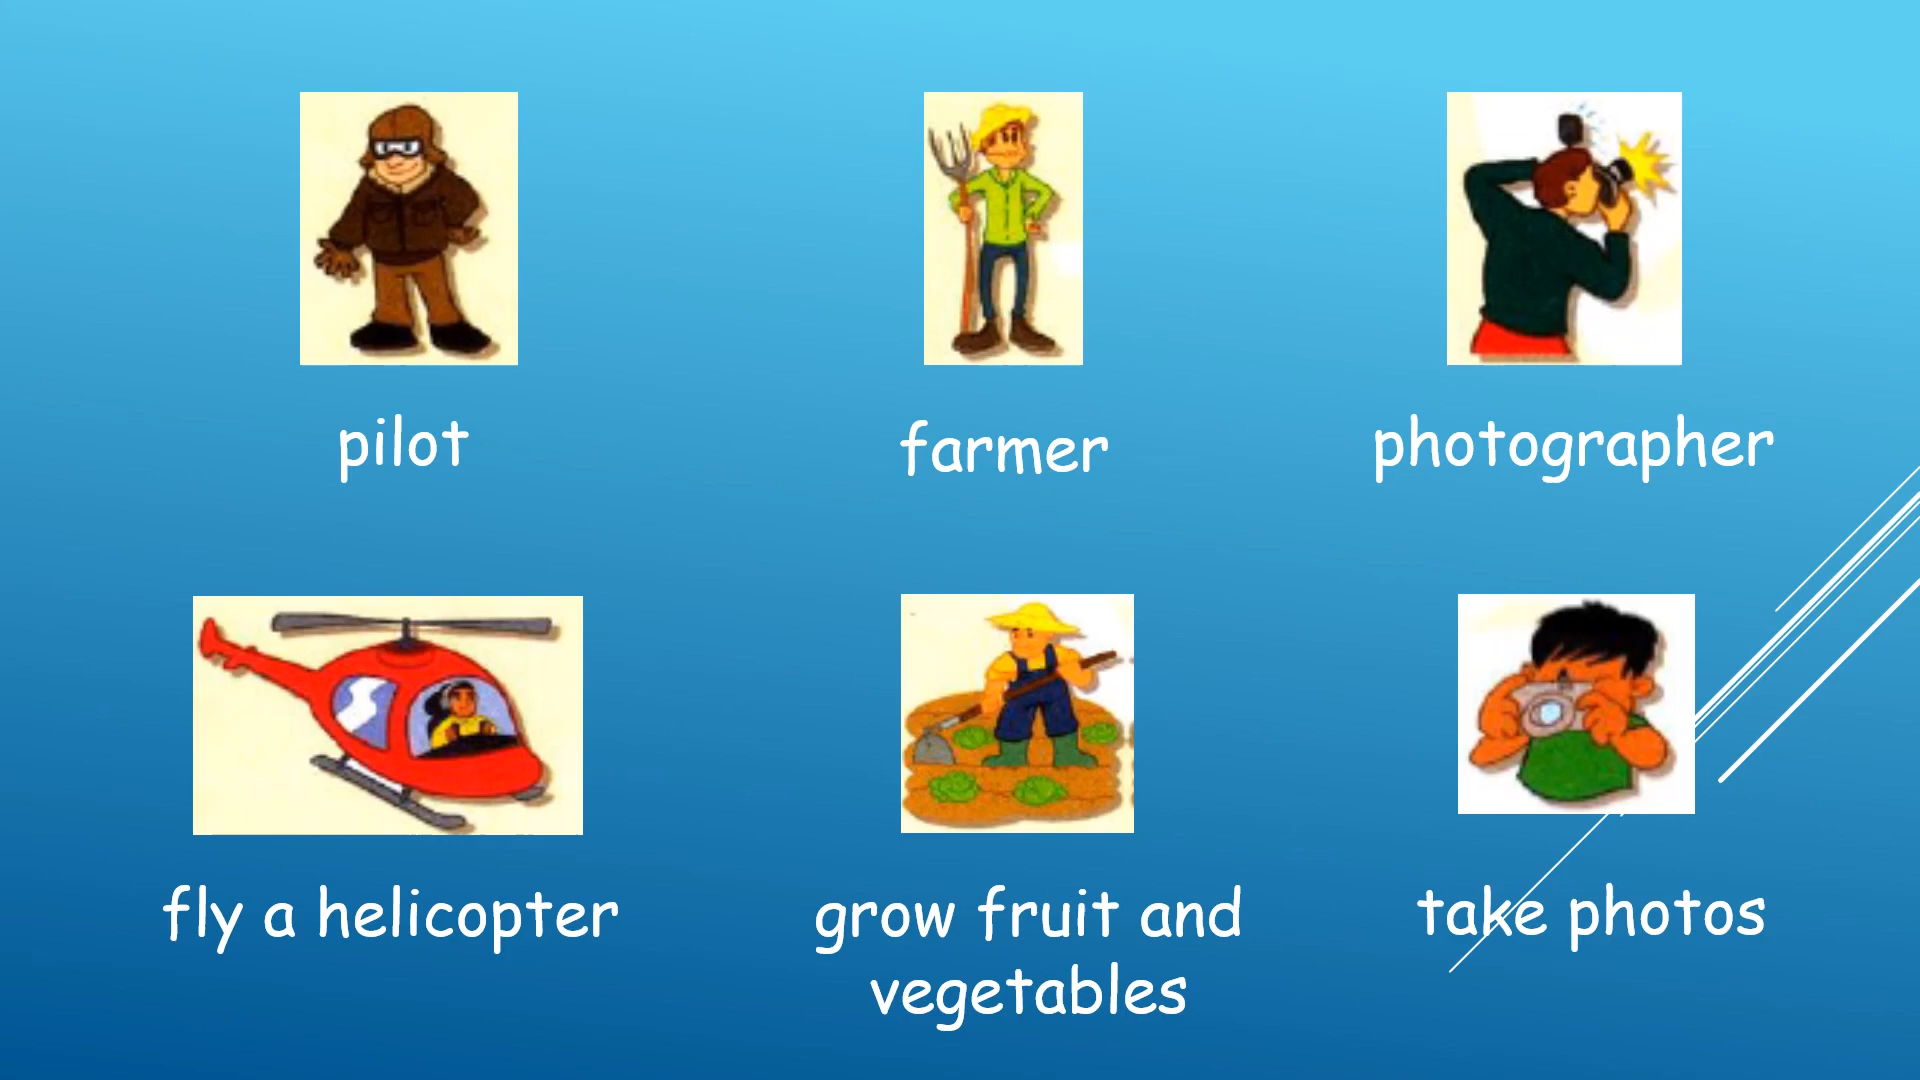 pilot
farmer
photographer
fly a helicopter
grow fruit and
vegetables
take photos